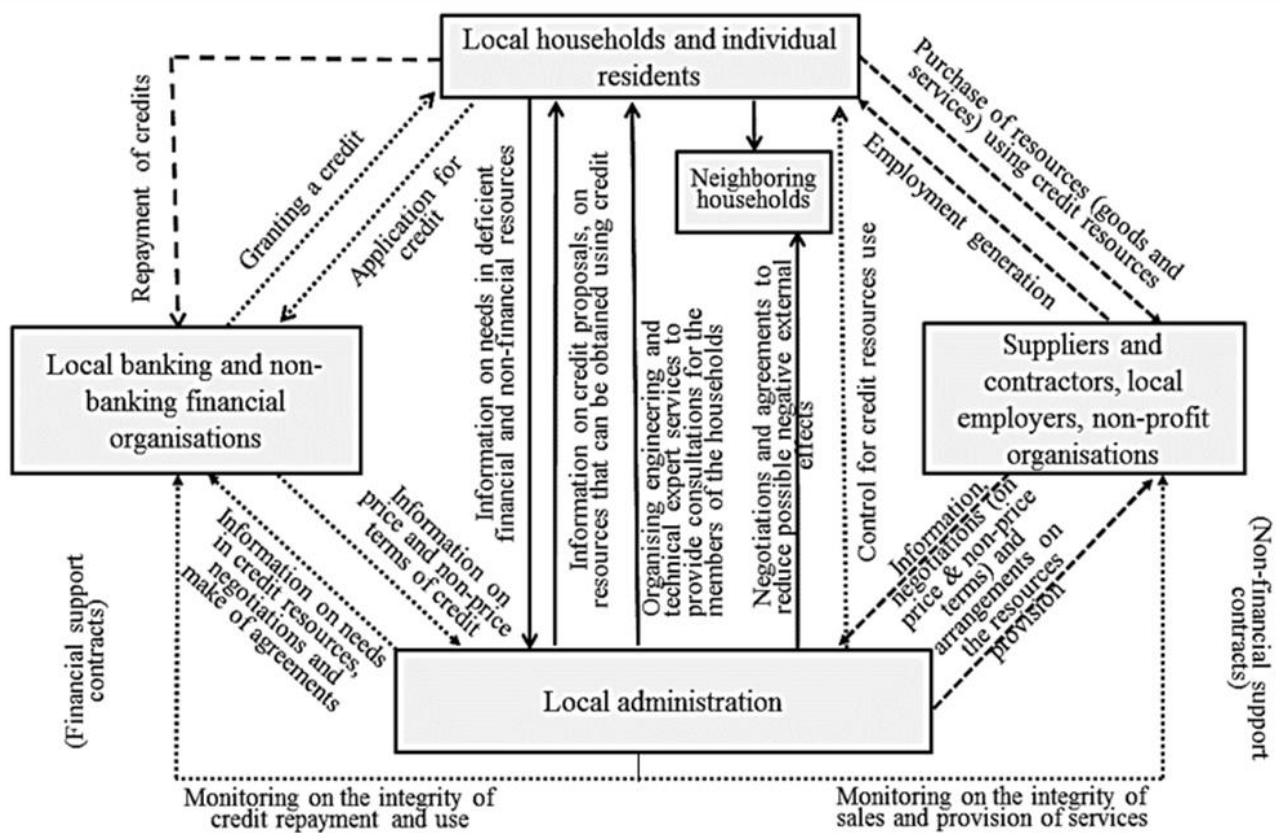 Local households and individual
residents
Repayment of credits
Granting a credit
Application for
credit
Information on needs in deficient
financial and non-financial resources
Information on credit proposals, on
resources that can be obtained using credit
Organising engineering and
technical expert services to
provide consultations for the
members of the households
Neighboring
households
Negotiations and agreements to
reduce possible negative external
effects
Control for credit resources use
Employment generation
Purchase of resources (goods and
services) using credit resources
Local banking and non-
banking financial
organisations
Suppliers and
contractors, local
employers, non-profit
organisations
(Financial support
contracts)
Information on needs
in credit resources,
negotiations and
make of agreements
Information on
price and non-price
terms of credit
Information,
negotiations (on
price & non-price
terms) and
arrangements on
the resources
provision
(Non-financial support
contracts)
Local administration
Monitoring on the integrity of
credit repayment and use
Monitoring on the integrity of
sales and provision of services